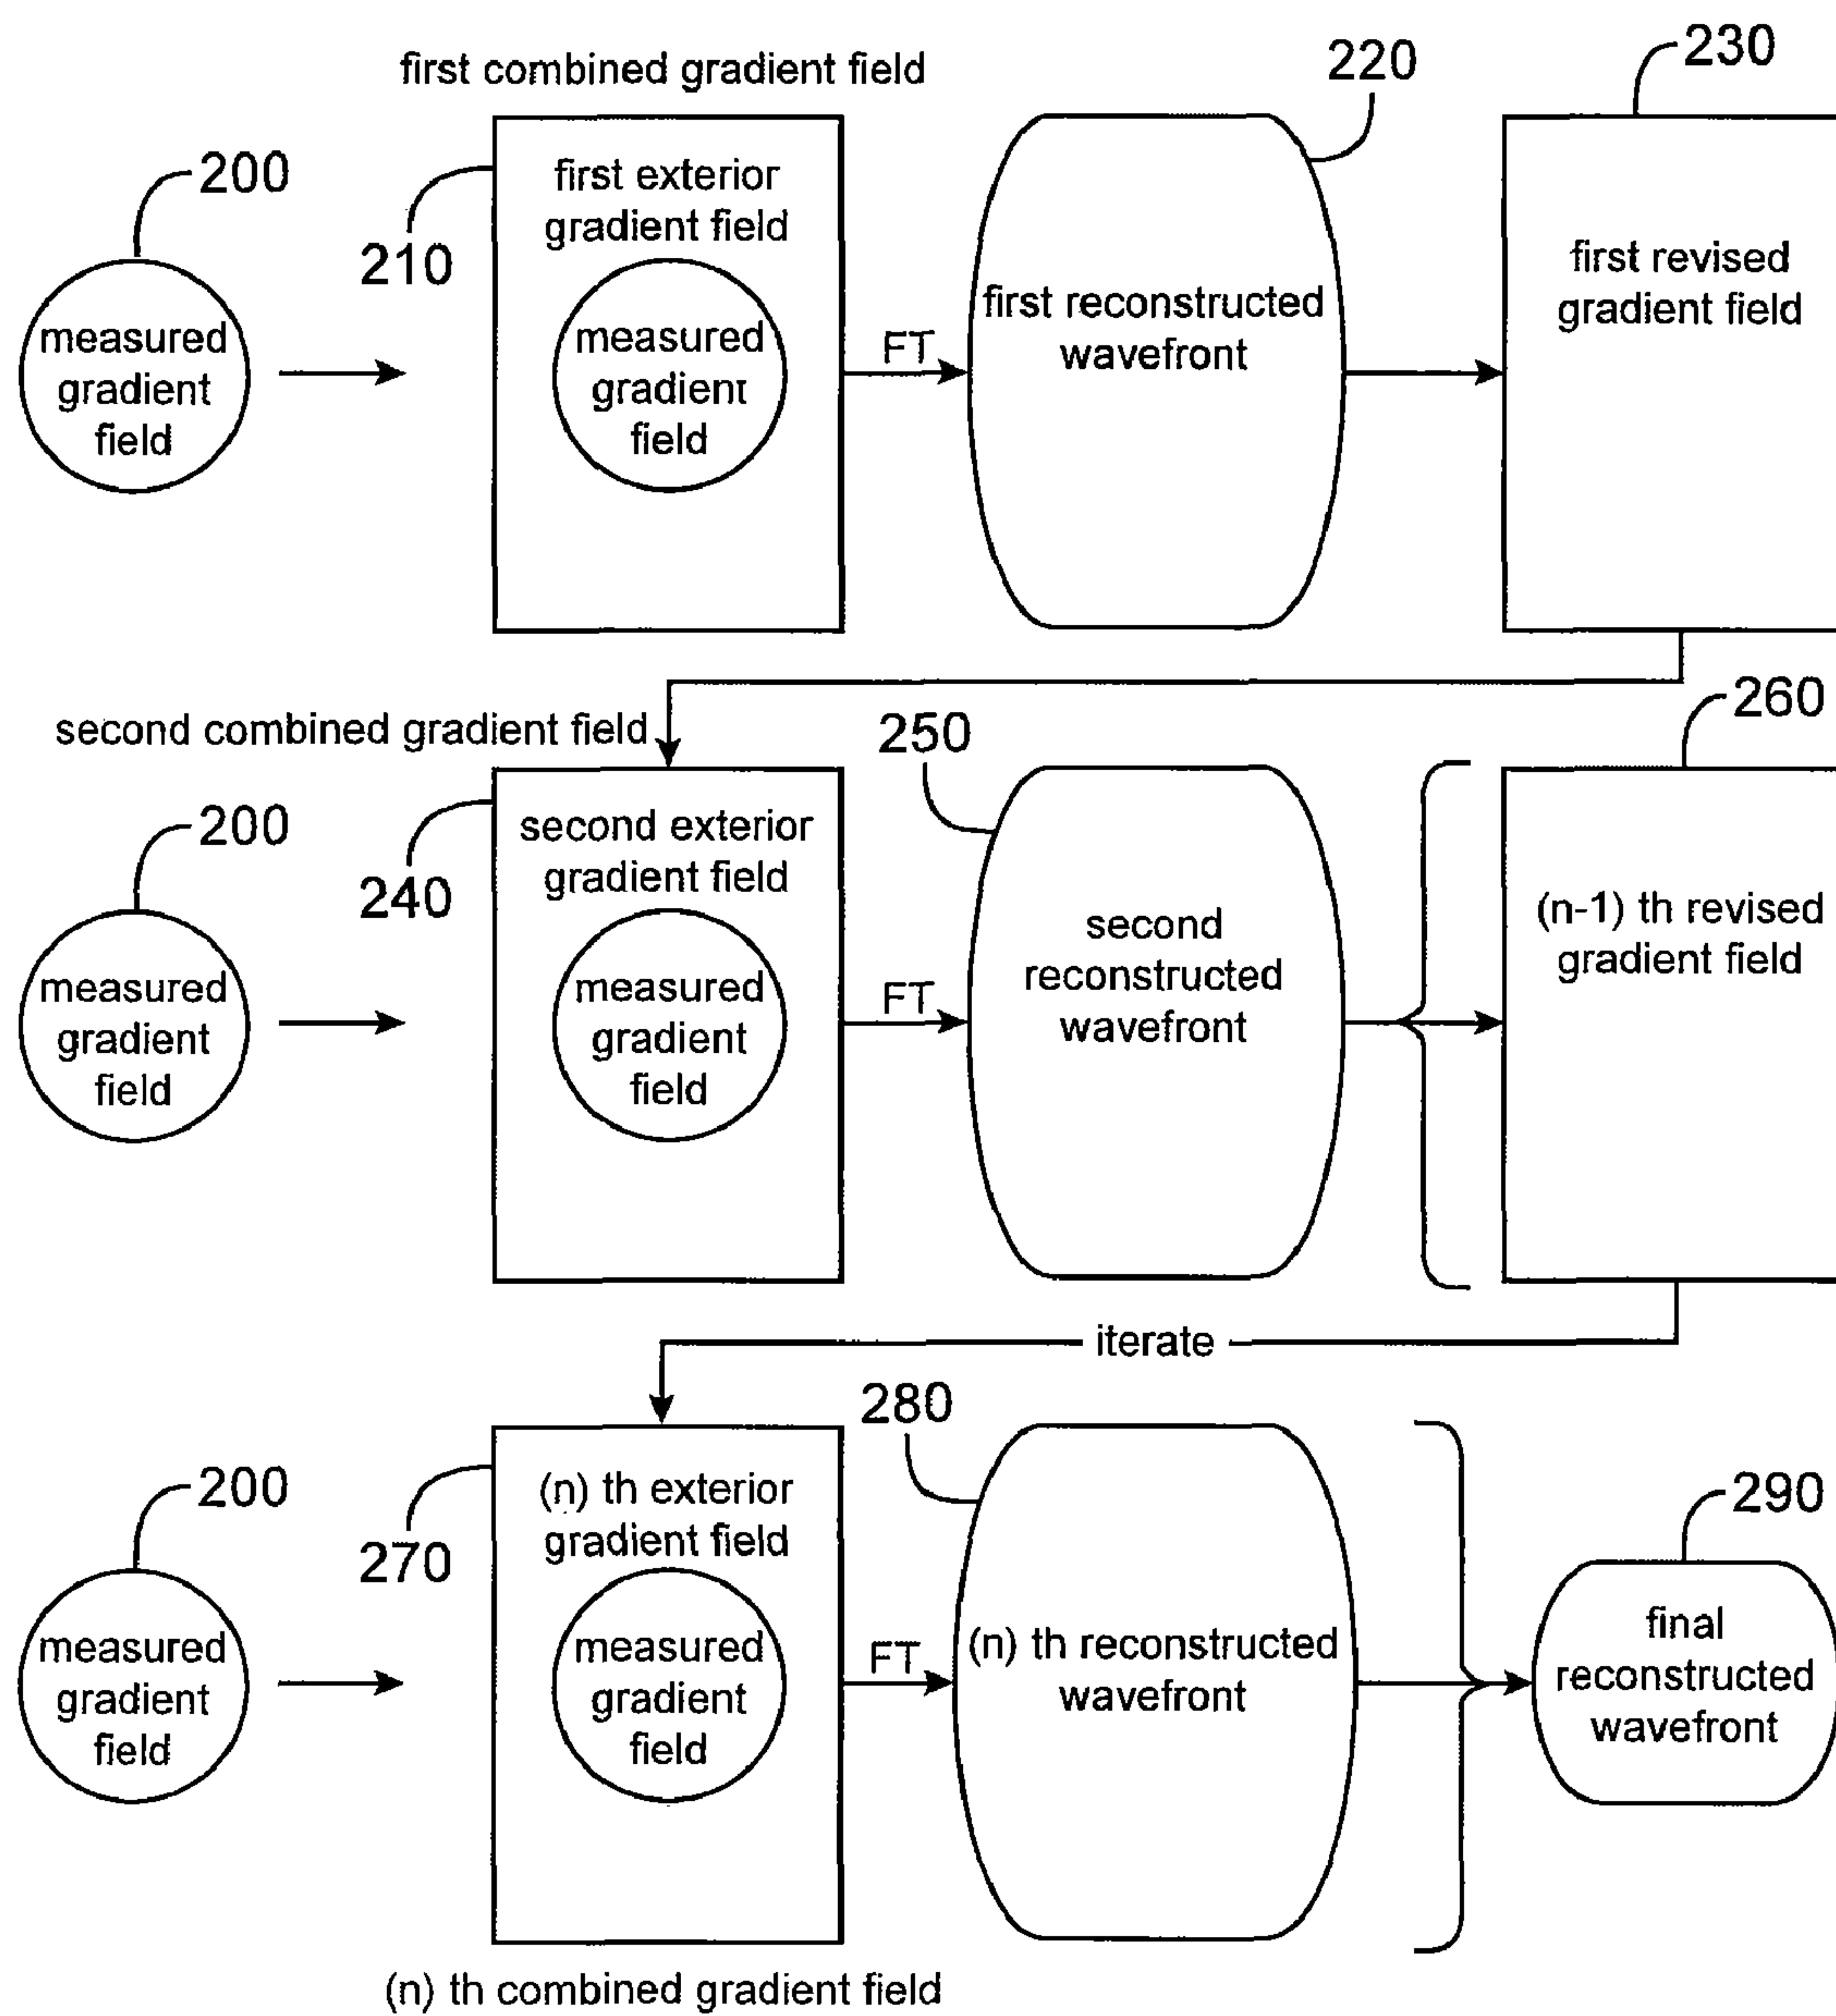 first combined gradient field
200
measured
gradient
field
210
first exterior
gradient field
measured
gradient
field
FT
220
first reconstructed
wavefront
230
first revised
gradient field
second combined gradient field
200
measured
gradient
field
240
second exterior
gradient field
measured
gradient
field
FT
250
second
reconstructed
wavefront
260
(n-1) th revised
gradient field
iterate
200
measured
gradient
field
270
(n) th exterior
gradient field
measured
gradient
field
FT
280
(n) th reconstructed
wavefront
290
final
reconstructed
wavefront
(n) th combined gradient field